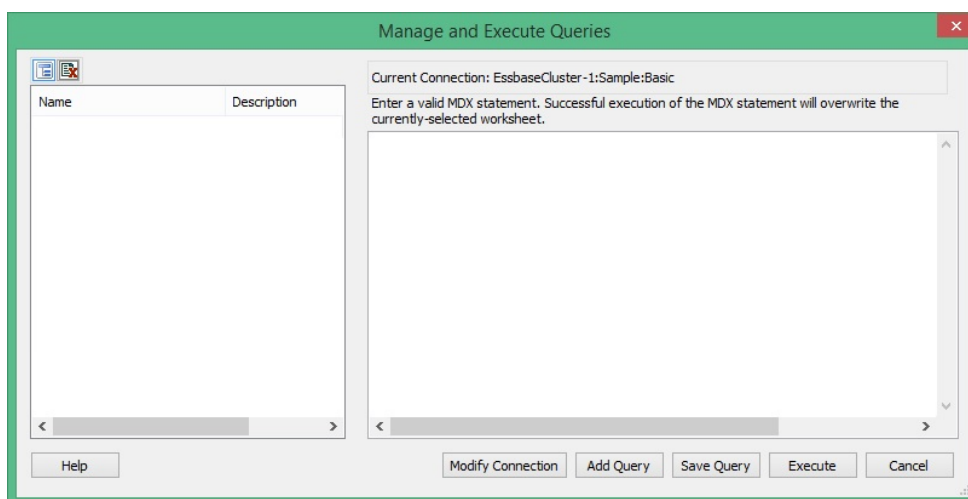 Manage and Execute Queries
Name Description
Current Connection: EssbaseCluster-1:Sample:Basic
Enter a valid MDX statement. Successful execution of the MDX statement will overwrite the
currently-selected worksheet.
Help Modify Connection Add Query Save Query Execute Cancel